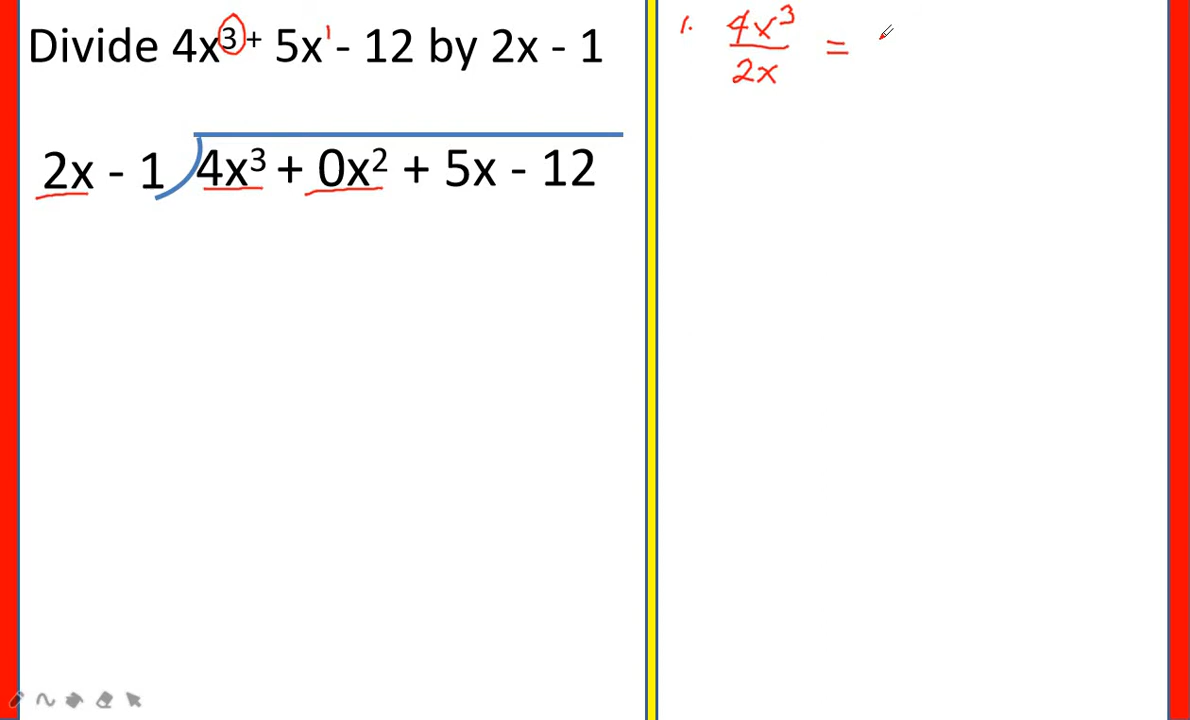 Divide 4x³ + 5x¹ - 12 by 2x - 1
2x - 1 4x³ + 0x² + 5x - 12
1. 4x³
2x
=